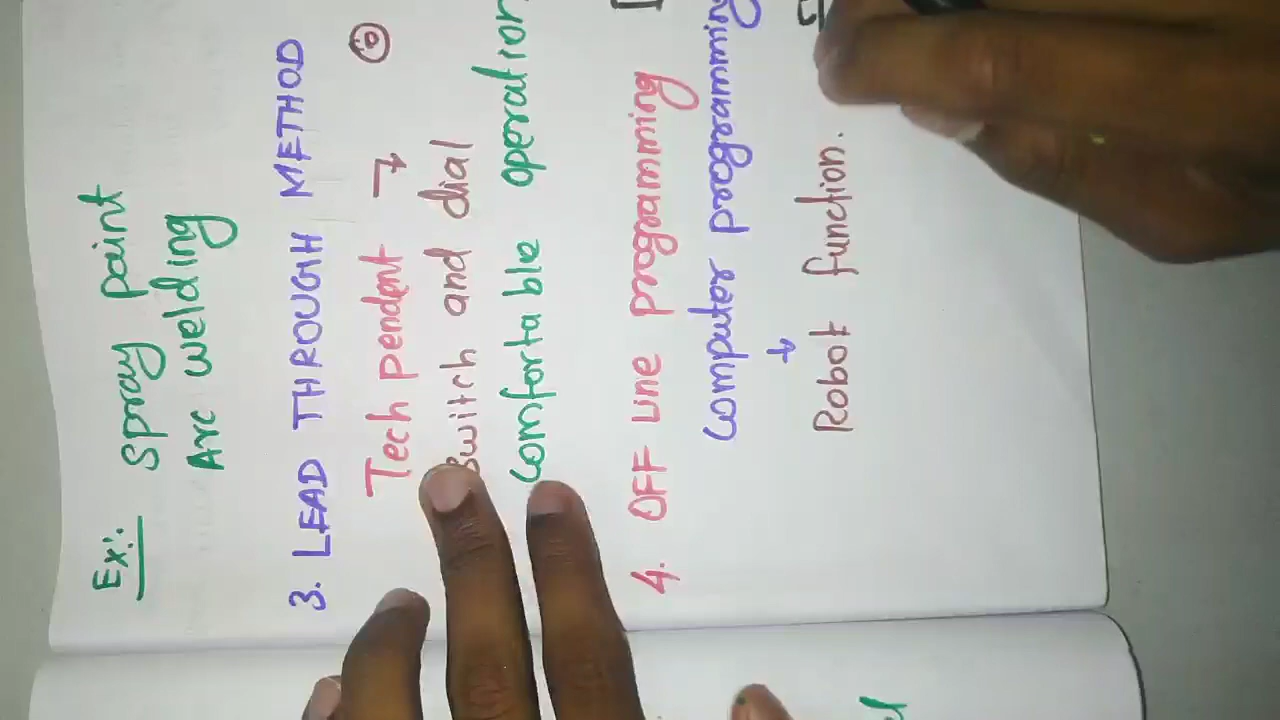 Ex:- Spray paint
Arc welding
3. LEAD THROUGH METHOD
Tech pendent →
Switch and dial
Comfortable operation
4. OFF LINE programming
Computer programming
↓
Robot function.